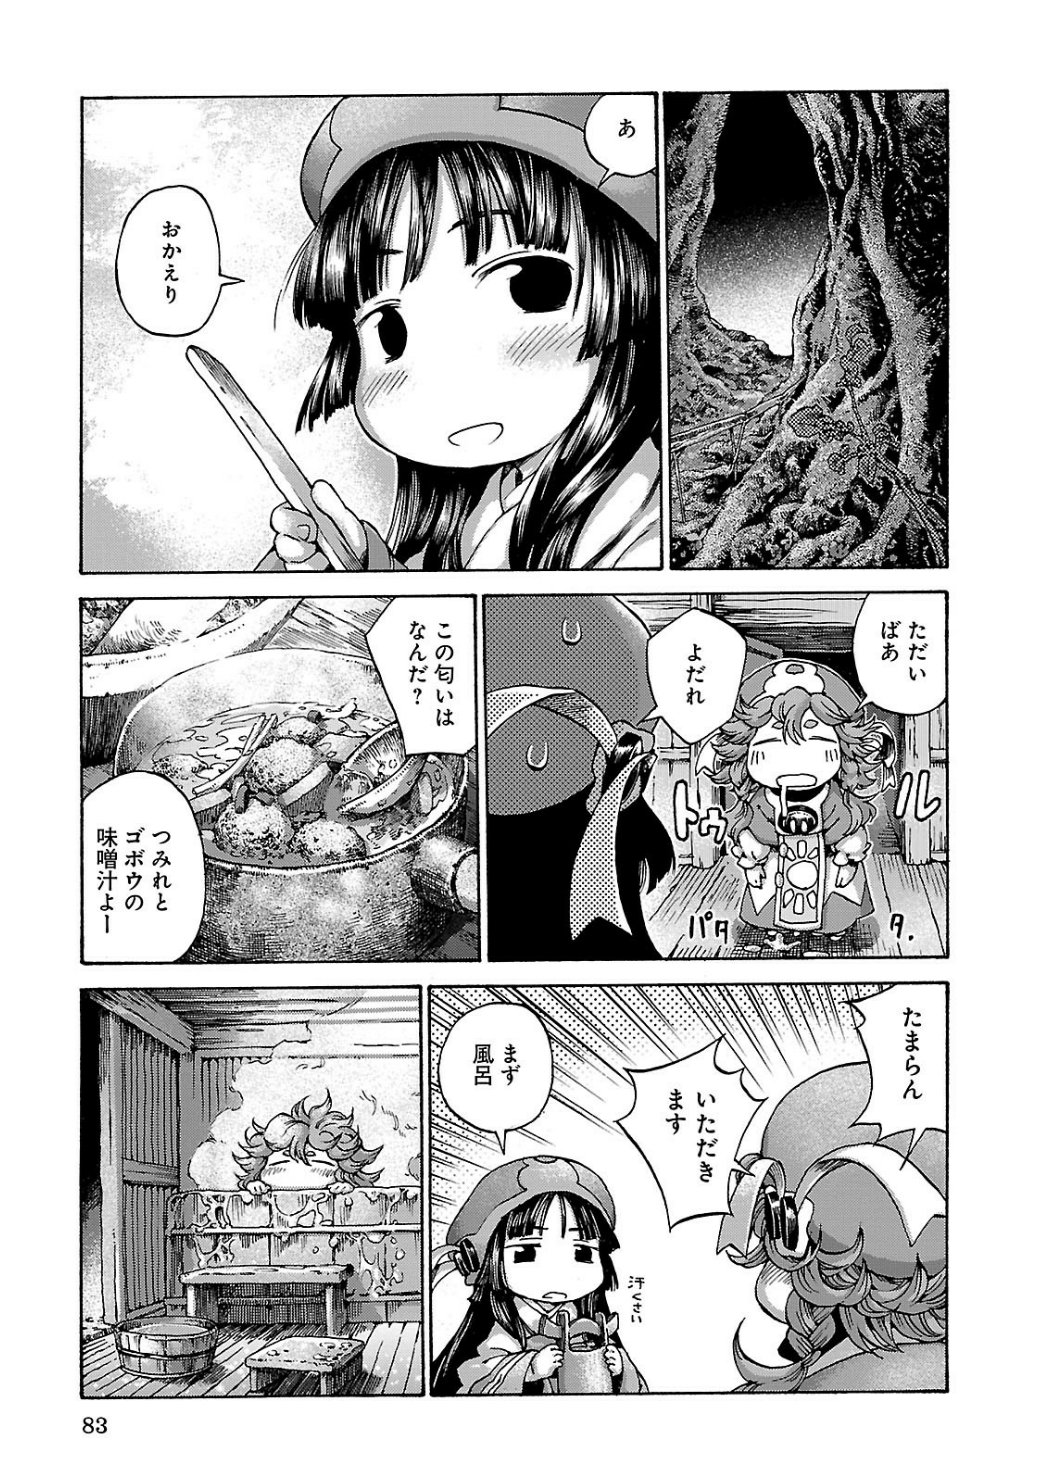 あ
おかえり
ただい
ばぁ
よだれ
トゥ
ル
パタ
タ.
この匂いは
なんだ?
つみれと
ゴボウの
味噌汁よー
たまらん
いただき
ます
まず
風呂
汗くさい
83